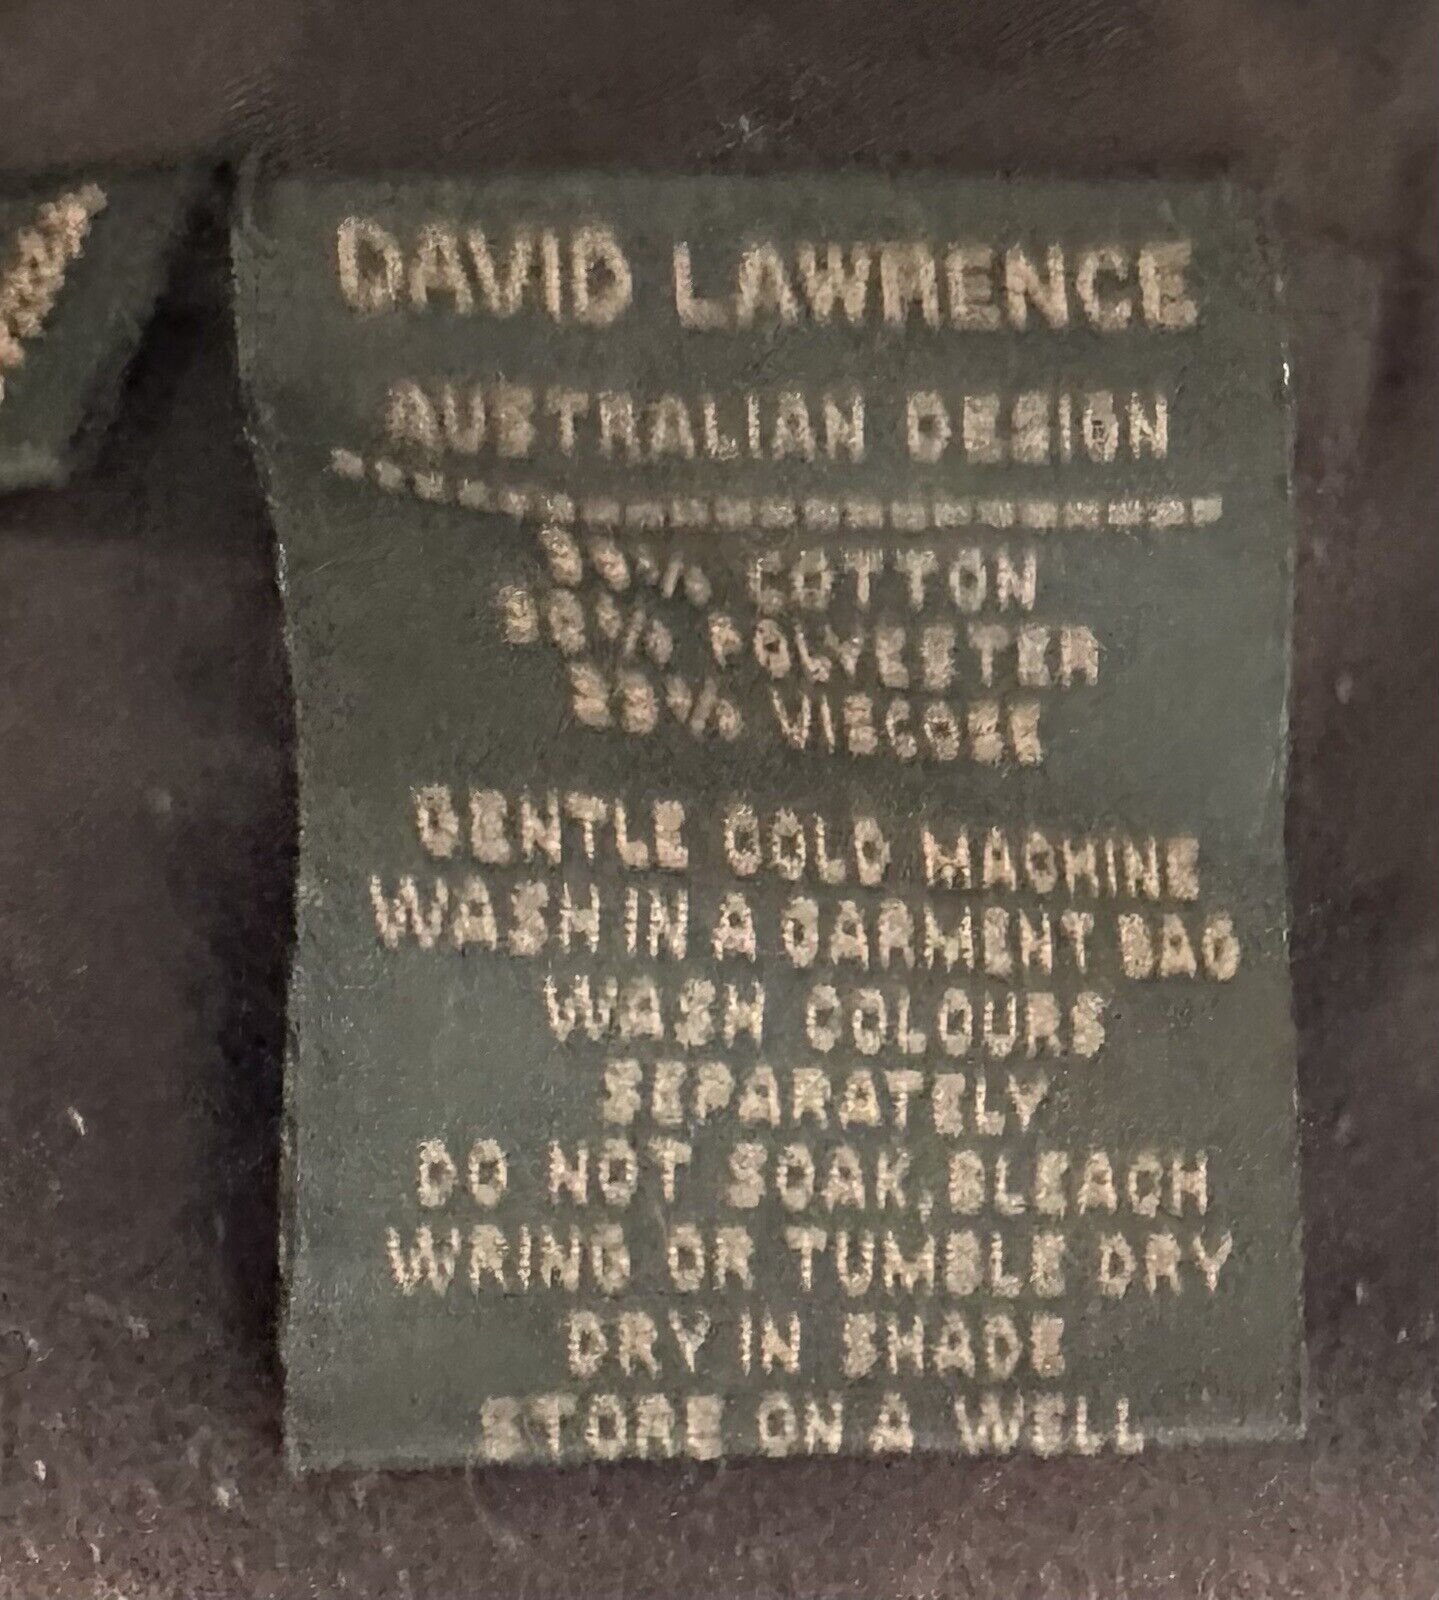 DAVID LAWRENCE
AUSTRALIAN DESIGN
COTTON
POLYESTER
VISCOSE
GENTLE COLD MACHINE
WASH IN A GARMENT BAG
WASH COLOURS
SEPARATELY
DO NOT SOAK, BLEACH
WRING OR TUMBLE DRY
DRY IN SHADE
STORE ON A WELL